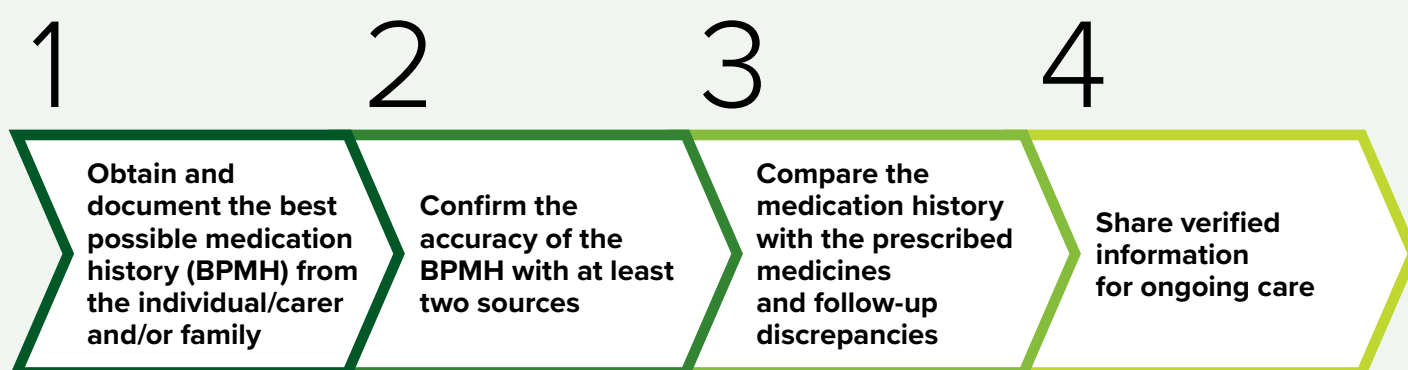 1
2
3
4
Obtain and
document the best
possible medication
history (BPMH) from
the individual/carer
and/or family
Confirm the
accuracy of the
BPMH with at least
two sources
Compare the
medication history
with the prescribed
medicines
and follow-up
discrepancies
Share verified
information
for ongoing care